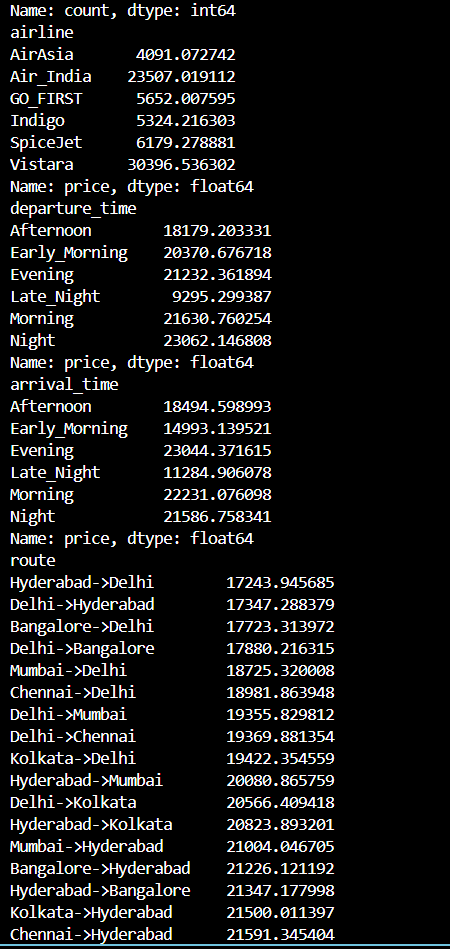 Name: count, dtype: int64
airline
AirAsia 4091.072742
Air_India 23507.019112
GO_FIRST 5652.007595
Indigo 5324.216303
SpiceJet 6179.278881
Vistara 30396.536302
Name: price, dtype: float64
departure_time
Afternoon 18179.203331
Early_Morning 20370.676718
Evening 21232.361894
Late_Night 9295.299387
Morning 21630.760254
Night 23062.146808
Name: price, dtype: float64
arrival_time
Afternoon 18494.598993
Early_Morning 14993.139521
Evening 23044.371615
Late_Night 11284.906078
Morning 22231.076098
Night 21586.758341
Name: price, dtype: float64
route
Hyderabad->Delhi 17243.945685
Delhi->Hyderabad 17347.288379
Bangalore->Delhi 17723.313972
Delhi->Bangalore 17880.216315
Mumbai->Delhi 18725.320008
Chennai->Delhi 18981.863948
Delhi->Mumbai 19355.829812
Delhi->Chennai 19369.881354
Kolkata->Delhi 19422.354559
Hyderabad->Mumbai 20080.865759
Delhi->Kolkata 20566.409418
Hyderabad->Kolkata 20823.893201
Mumbai->Hyderabad 21004.046705
Bangalore->Hyderabad 21226.121192
Hyderabad->Bangalore 21347.177998
Kolkata->Hyderabad 21500.011397
Chennai->Hyderabad 21591.345404